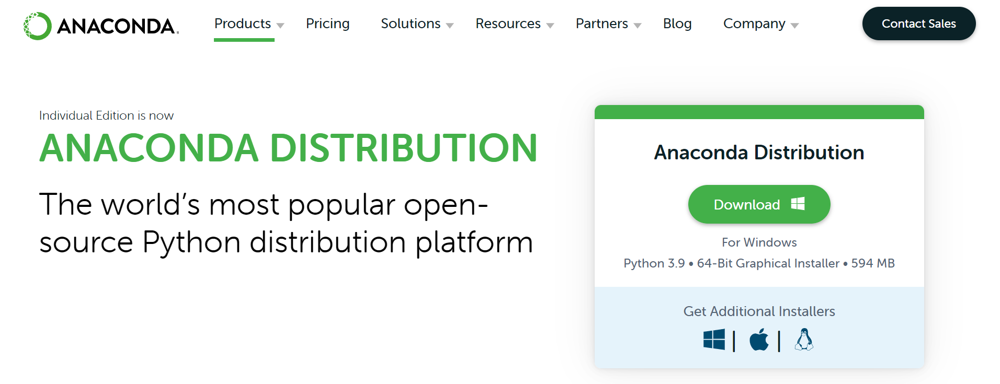 ANACONDA.
Products Pricing Solutions Resources Partners Blog Company Contact Sales
Individual Edition is now
ANACONDA DISTRIBUTION
The world’s most popular open-
source Python distribution platform
Anaconda Distribution
Download
For Windows
Python 3.9 • 64-Bit Graphical Installer • 594 MB
Get Additional Installers